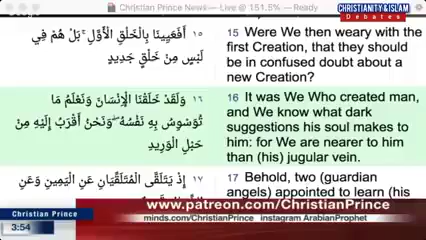 Christian Prince News— Live @ 151.5% — Ready
CHRISTIANITY & ISLAM
Debates
١٥ أَفَعَيِينَا بِالْخَلْقِ الْأَوَّلِ ۚ بَلْ هُمْ فِي
لَبْسٍ مِنْ خَلْقٍ جَدِيدٍ
15 Were We then weary with the
first Creation, that they should
be in confused doubt about a
new Creation?
١٦ وَلَقَدْ خَلَقْنَا الْإِنْسَانَ وَنَعْلَمُ مَا
تُوَسْوِسُ بِهِ نَفْسُهُ ۖ وَنَحْنُ أَقْرَبُ إِلَيْهِ مِنْ
حَبْلِ الْوَرِيدِ
16 It was We Who created man,
and We know what dark
suggestions his soul makes to
him: for We are nearer to him
than (his) jugular vein.
١٧ إِذْ يَتَلَقَّى الْمُتَلَقِّيَانِ عَنِ الْيَمِينِ وَعَنِ
17 Behold, two (guardian
angels) appointed to learn (his
Christian Prince
www.patreon.com/ChristianPrince
3:54
minds.com/ChristianPrince instagram ArabianProphet